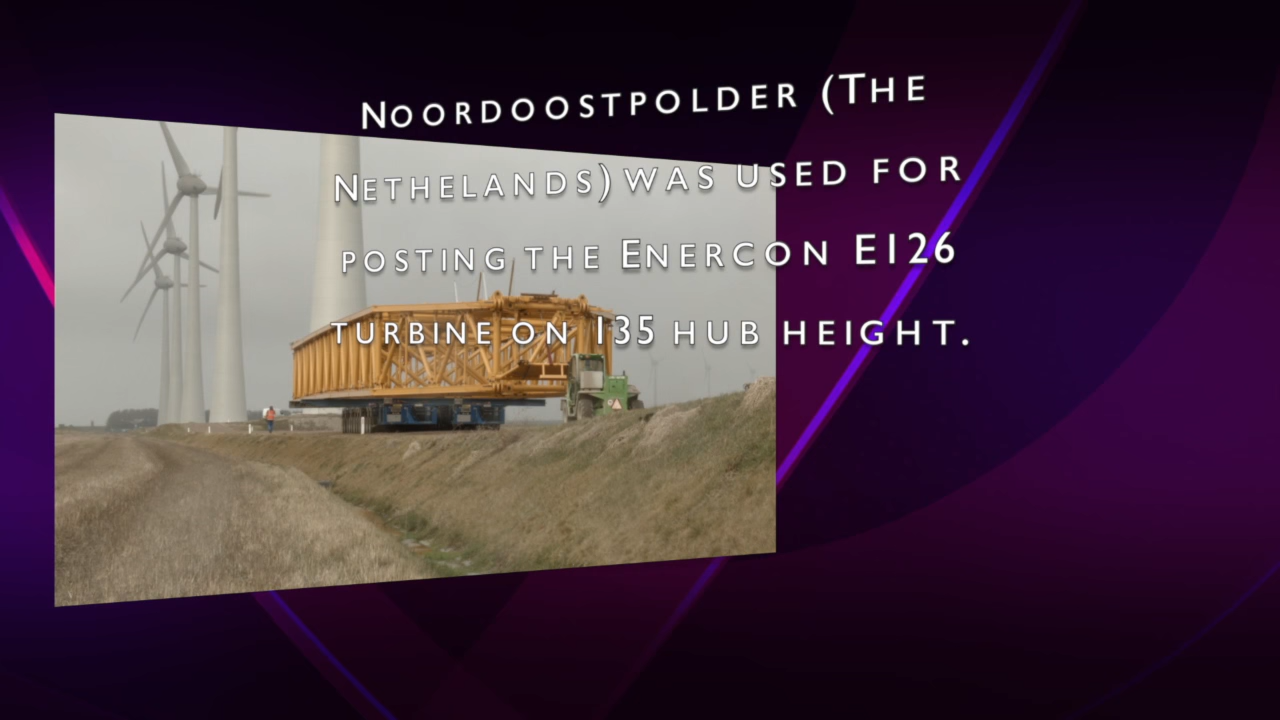 Noordoostpolder (The
Nethelands) was used for
posting the Enercon E126
turbine on 135 hub height.